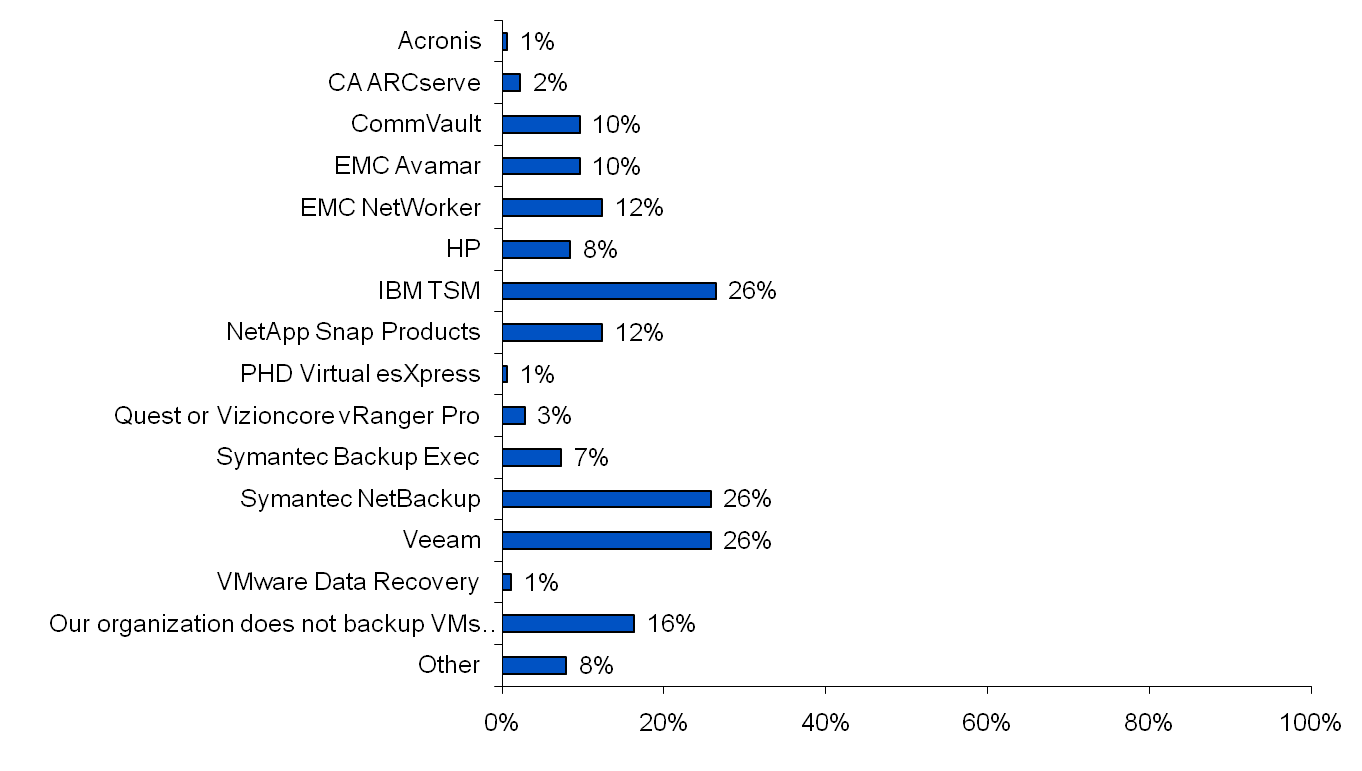 Acronis 1%
CA ARCserve 2%
CommVault 10%
EMC Avamar 10%
EMC NetWorker 12%
HP 8%
IBM TSM 26%
NetApp Snap Products 12%
PHD Virtual esXpress 1%
Quest or Vizioncore vRanger Pro 3%
Symantec Backup Exec 7%
Symantec NetBackup 26%
Veeam 26%
VMware Data Recovery 1%
Our organization does not backup VMs.. 16%
Other 8%
0% 20% 40% 60% 80% 100%